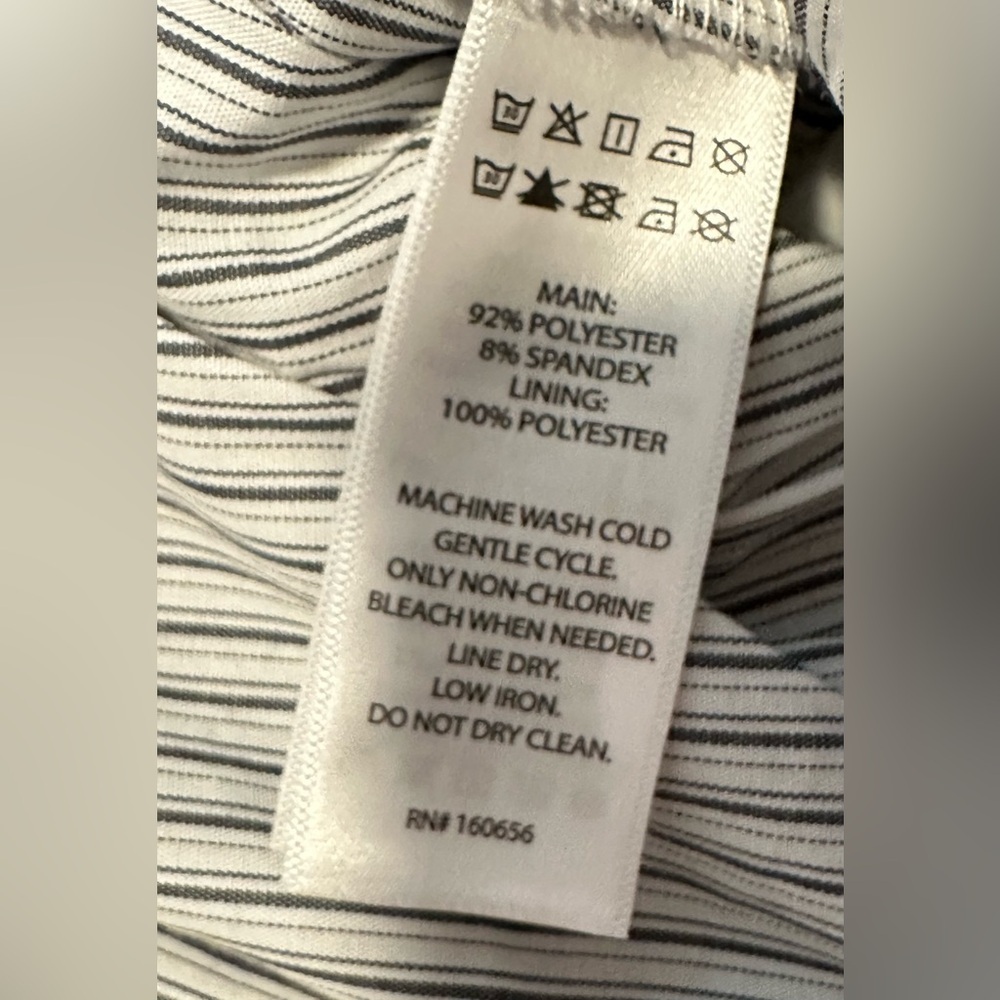 MAIN:
92% POLYESTER
8% SPANDEX
LINING:
100% POLYESTER
MACHINE WASH COLD
GENTLE CYCLE.
ONLY NON-CHLORINE
BLEACH WHEN NEEDED.
LINE DRY.
LOW IRON.
DO NOT DRY CLEAN.
RN# 160656